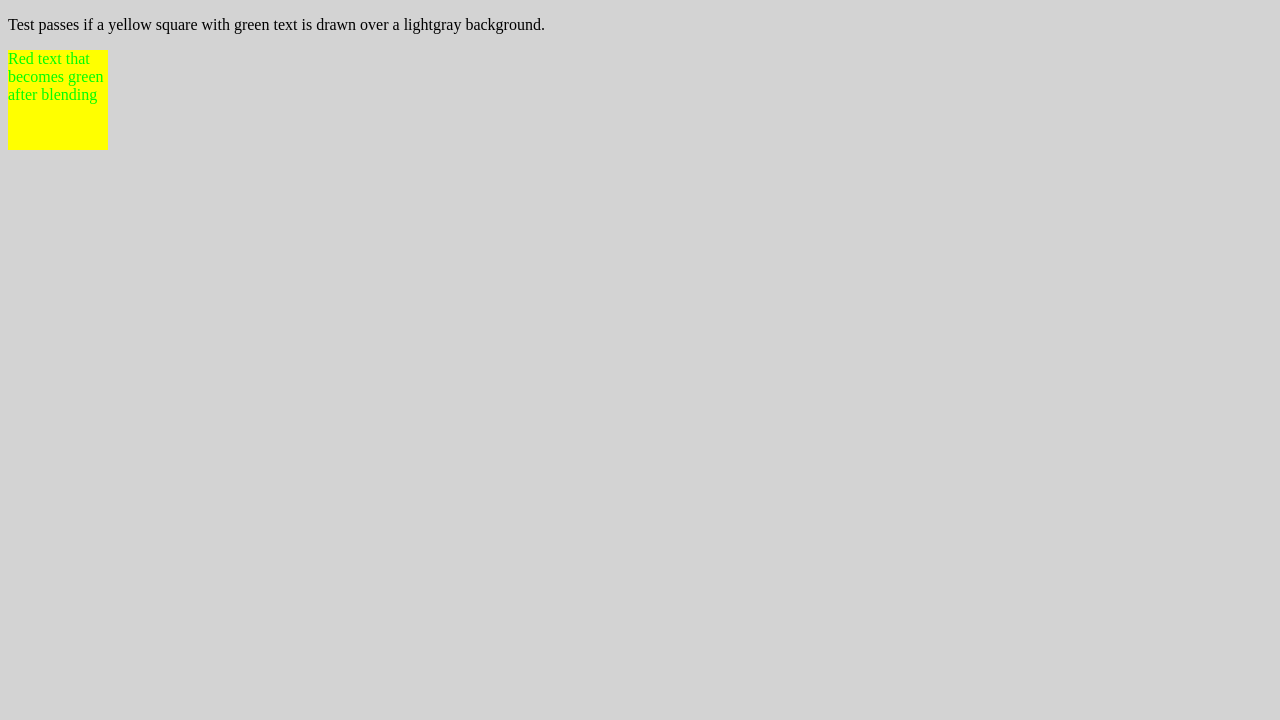 Test passes if a yellow square with green text is drawn over a lightgray background.
Red text that
becomes green
after blending